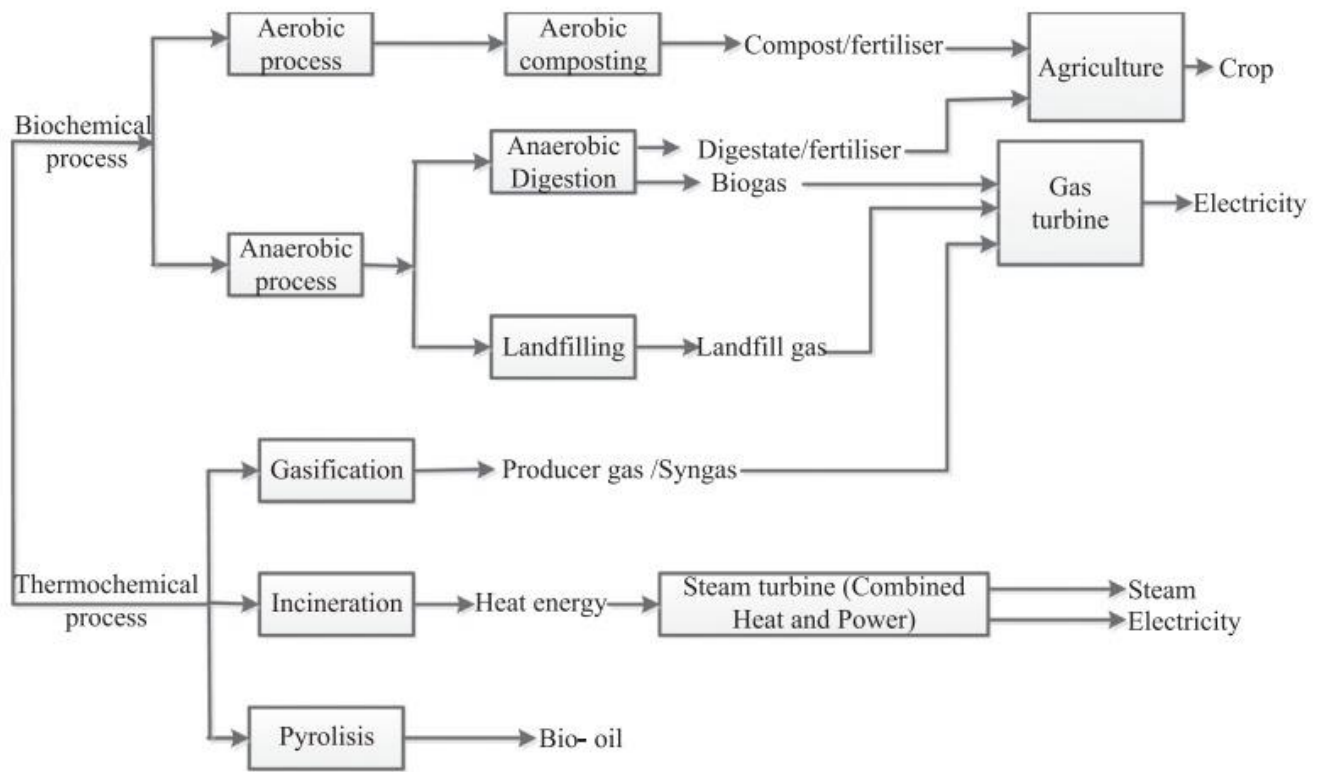 Aerobic
process
Aerobic
composting
Compost/fertiliser
Agriculture
Crop
Biochemical
process
Anaerobic
Digestion
Digestate/fertiliser
Biogas
Gas
turbine
Electricity
Anaerobic
process
Landfilling
Landfill gas
Gasification
Producer gas /Syngas
Thermochemical
process
Incineration
Heat energy
Steam turbine (Combined
Heat and Power)
Steam
Electricity
Pyrolisis
Bio- oil